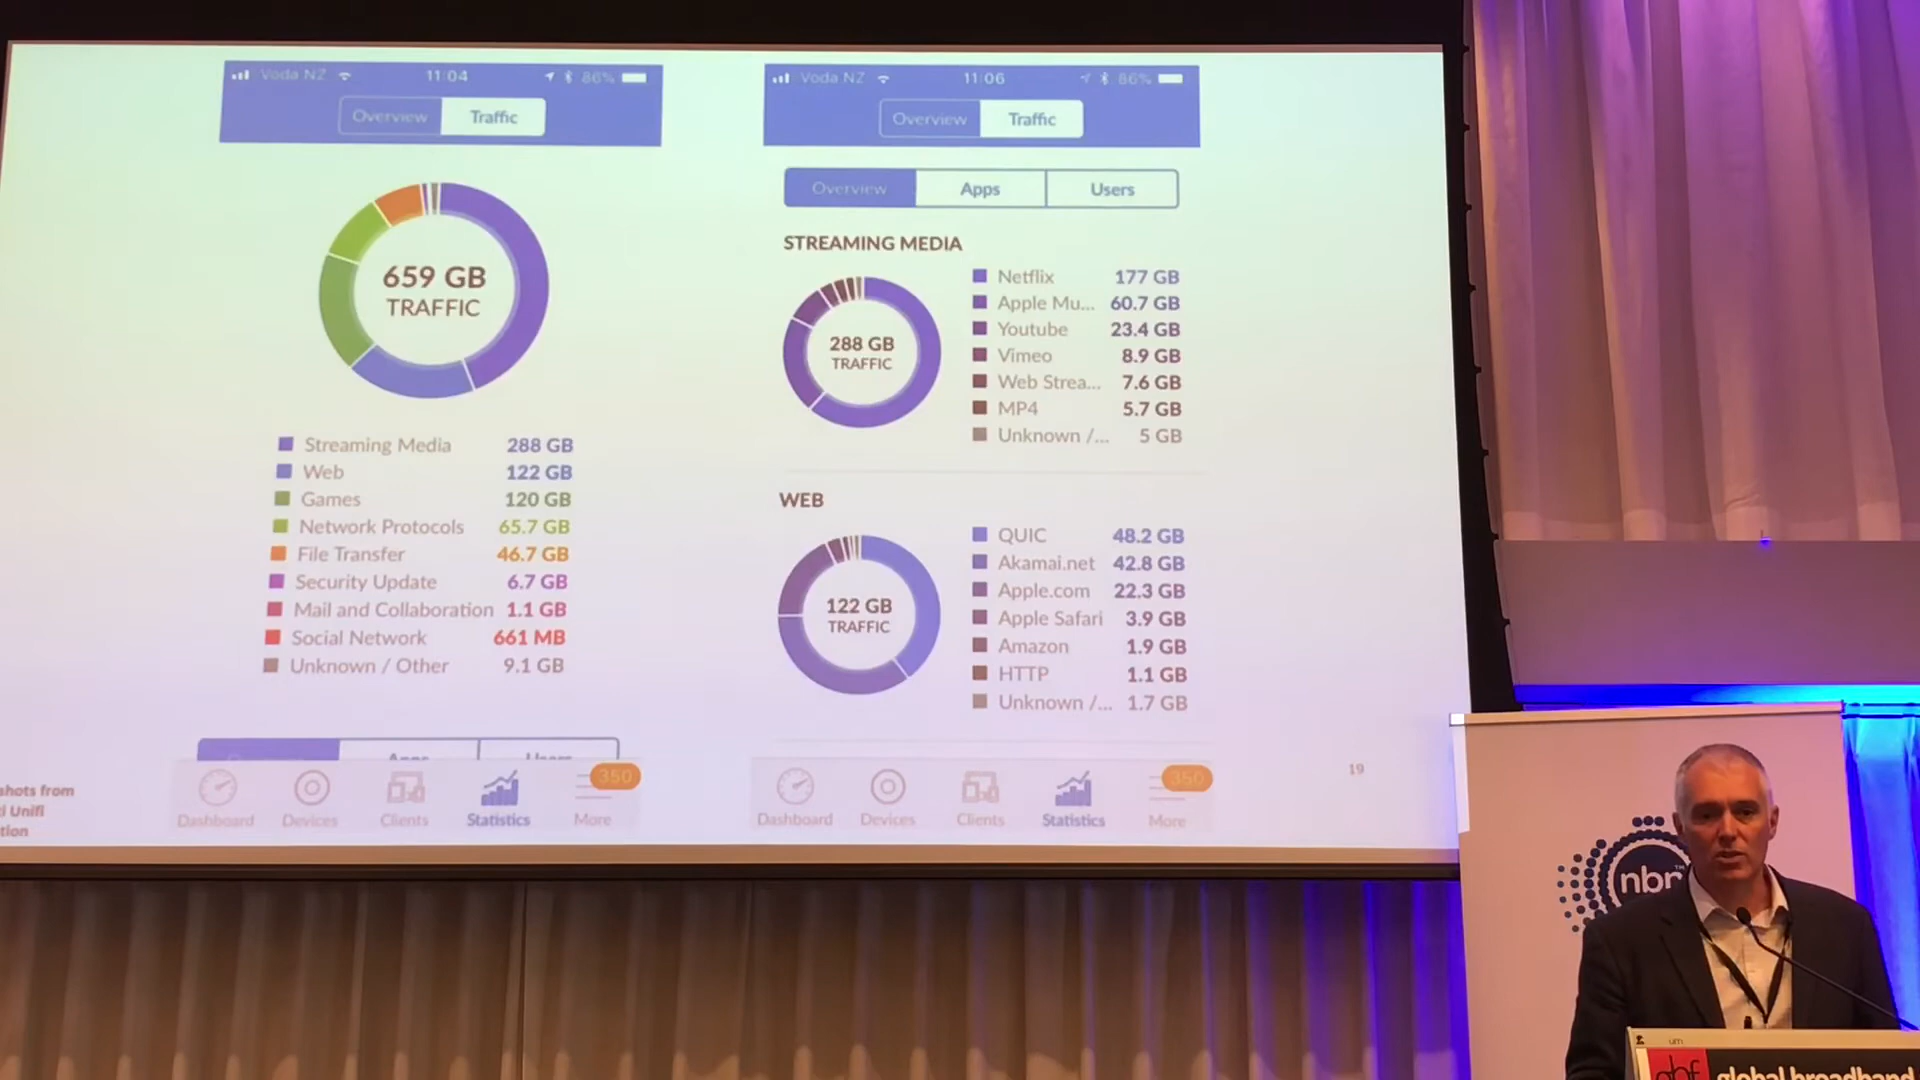 Voda NZ 11:04 86%
Overview Traffic
659 GB
TRAFFIC
Streaming Media 288 GB
Web 122 GB
Games 120 GB
Network Protocols 65.7 GB
File Transfer 46.7 GB
Security Update 6.7 GB
Mail and Collaboration 1.1 GB
Social Network 661 MB
Unknown / Other 9.1 GB
Apps Users
350
Dashboard Devices Clients Statistics More
Voda NZ 11:06 86%
Overview Traffic
Overview Apps Users
STREAMING MEDIA
288 GB
TRAFFIC
Netflix 177 GB
Apple Mu... 60.7 GB
Youtube 23.4 GB
Vimeo 8.9 GB
Web Strea... 7.6 GB
MP4 5.7 GB
Unknown /... 5 GB
WEB
122 GB
TRAFFIC
QUIC 48.2 GB
Akamai.net 42.8 GB
Apple.com 22.3 GB
Apple Safari 3.9 GB
Amazon 1.9 GB
HTTP 1.1 GB
Unknown /... 1.7 GB
350
Dashboard Devices Clients Statistics More
shots from
i Unifi
tion
19
nbn
gbf global broadband